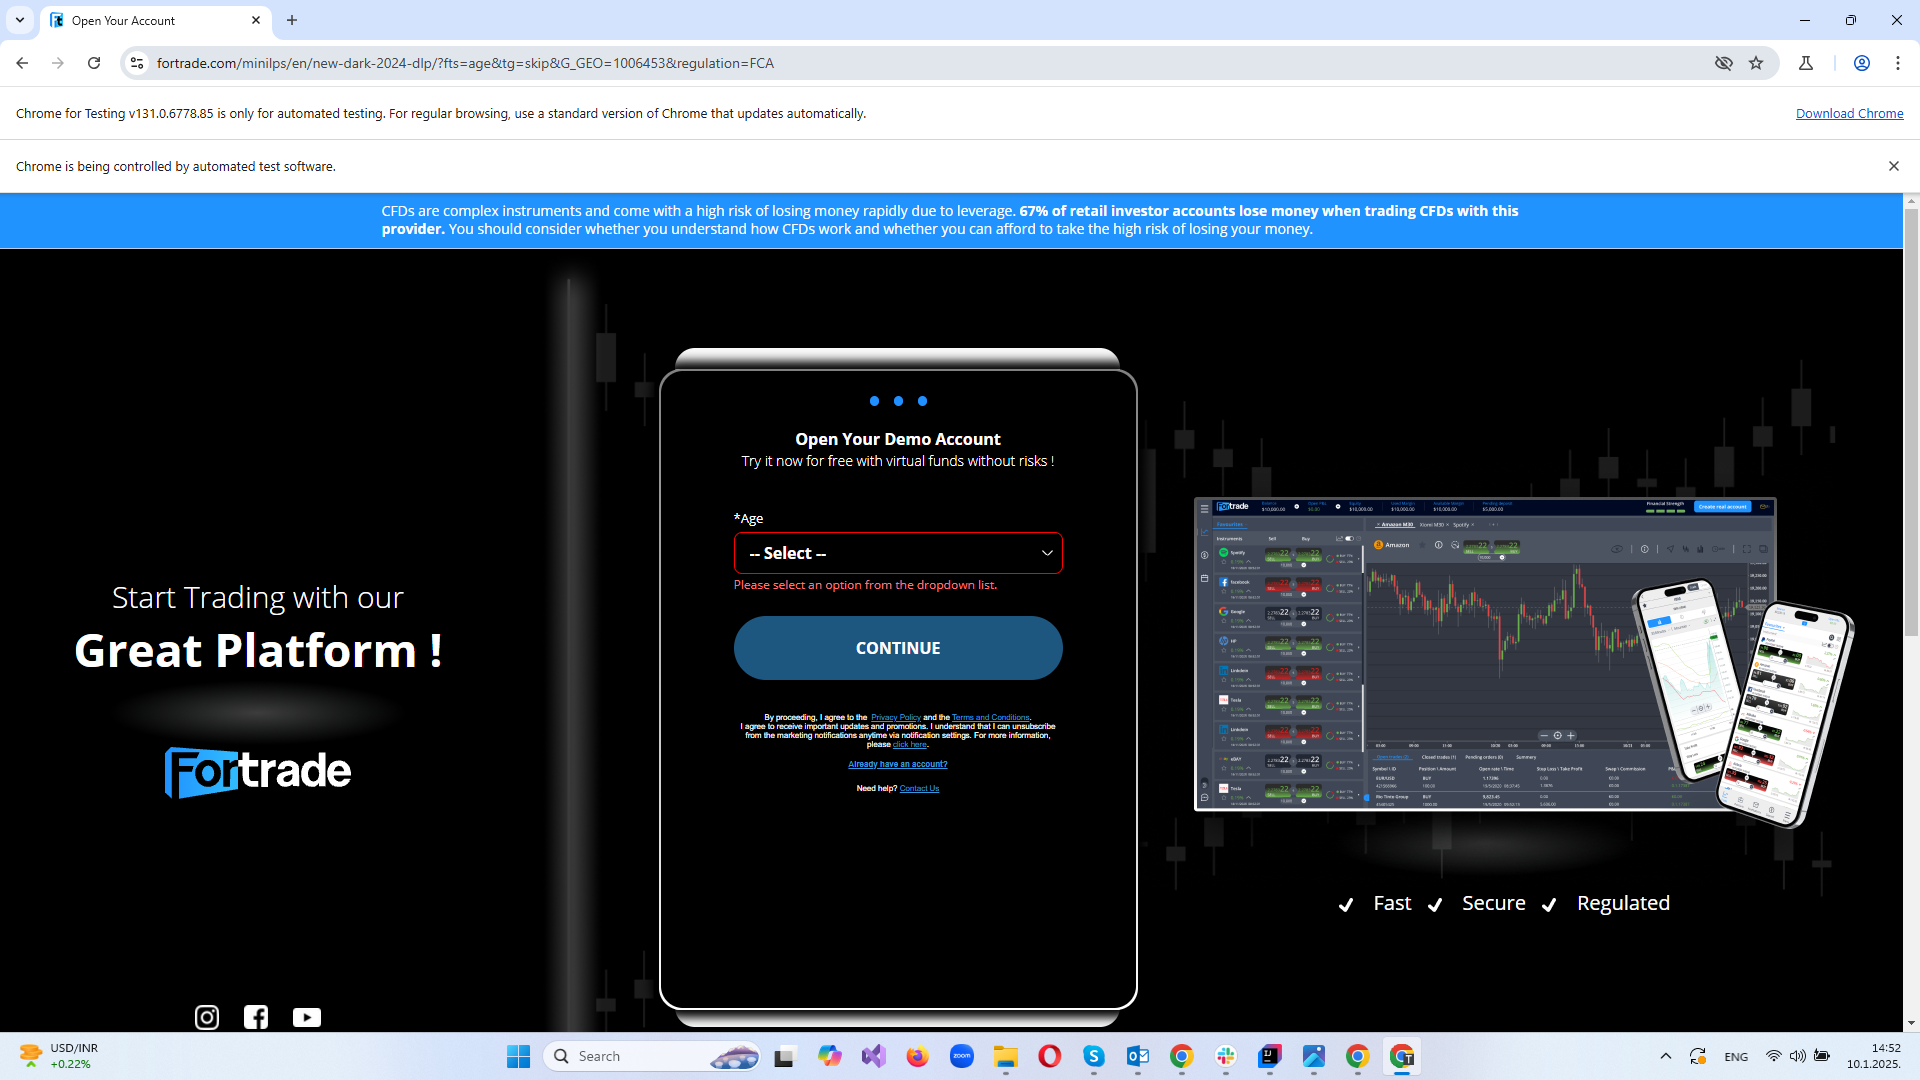 Open Your Account
fortrade.com/minilps/en/new-dark-2024-dlp/?fts=age&tg=skip&G_GEO=1006453&regulation=FCA
Chrome for Testing v131.0.6778.85 is only for automated testing. For regular browsing, use a standard version of Chrome that updates automatically.
Download Chrome
Chrome is being controlled by automated test software.
CFDs are complex instruments and come with a high risk of losing money rapidly due to leverage. 67% of retail investor accounts lose money when trading CFDs with this
provider. You should consider whether you understand how CFDs work and whether you can afford to take the high risk of losing your money.
Start Trading with our
Great Platform !
Fortrade
Open Your Demo Account
Try it now for free with virtual funds without risks !
*Age
-- Select --
Please select an option from the dropdown list.
CONTINUE
By proceeding, I agree to the Privacy Policy and the Terms and Conditions.
I agree to receive important updates and promotions. I understand that I can unsubscribe
from the marketing notifications anytime via notification settings. For more information,
please click here.
Already have an account?
Need help? Contact Us
Fortrade
Create real account
Amazon M30
Amazon
Fast
Secure
Regulated
USD/INR
+0.22%
Search
zoom
ENG
14:52
10.1.2025.